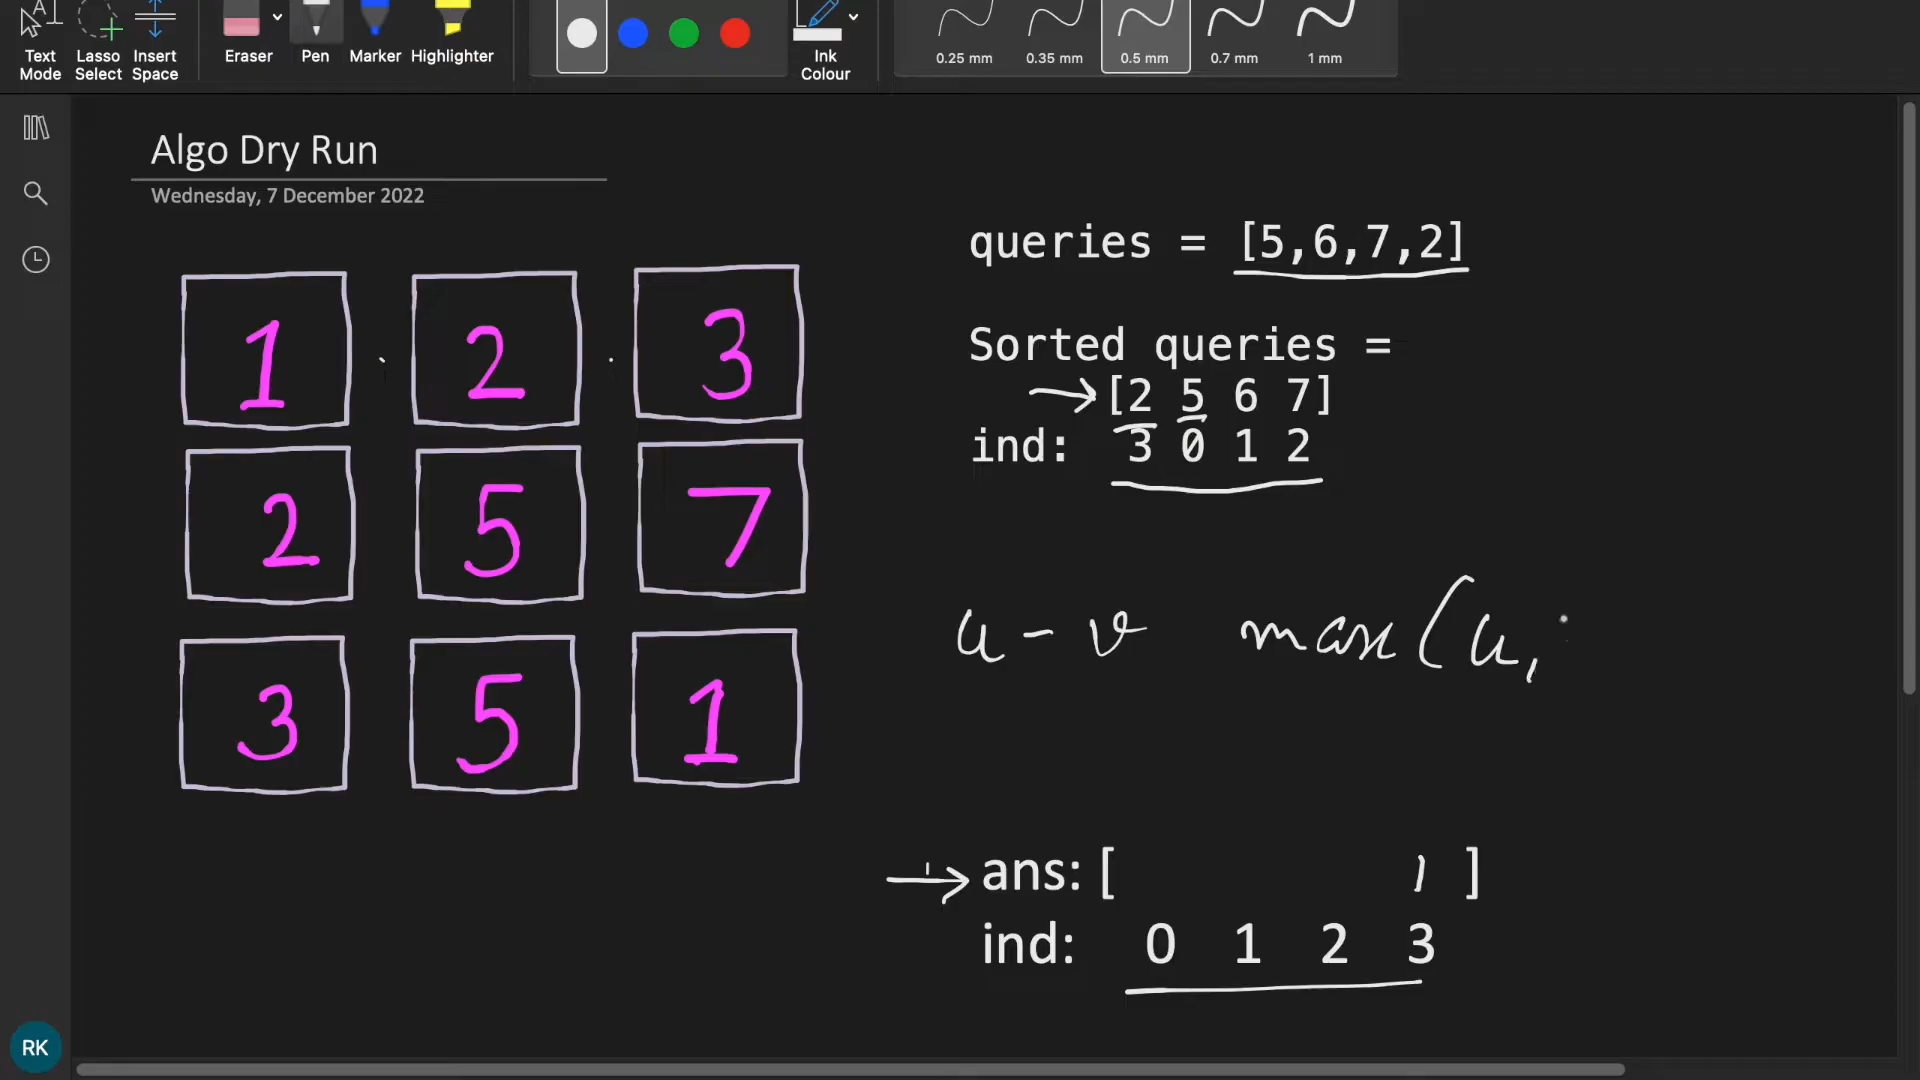 Text Mode
Lasso Select
Insert Space
Eraser
Pen
Marker
Highlighter
Ink Colour
0.25 mm
0.35 mm
0.5 mm
0.7 mm
1 mm
Algo Dry Run
Wednesday, 7 December 2022
1 2 3
2 5 7
3 5 1
queries = [5,6,7,2]
Sorted queries =
[2 5 6 7]
ind: 3 0 1 2
u - v max(u,
ans: [ 1 ]
ind: 0 1 2 3
RK